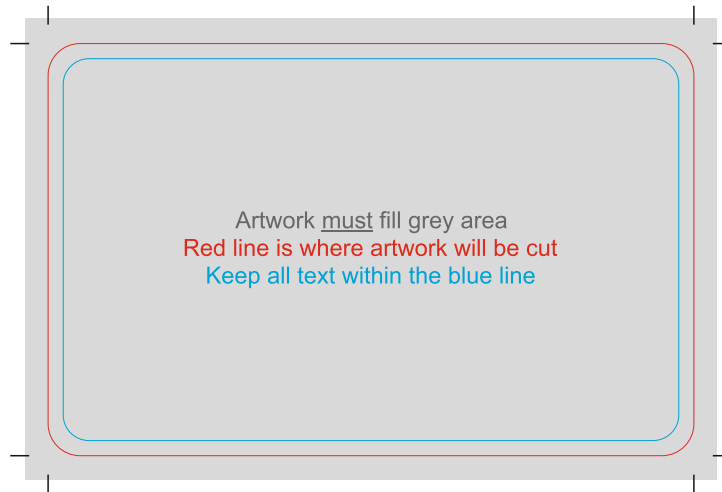 Artwork must fill grey area
Red line is where artwork will be cut
Keep all text within the blue line